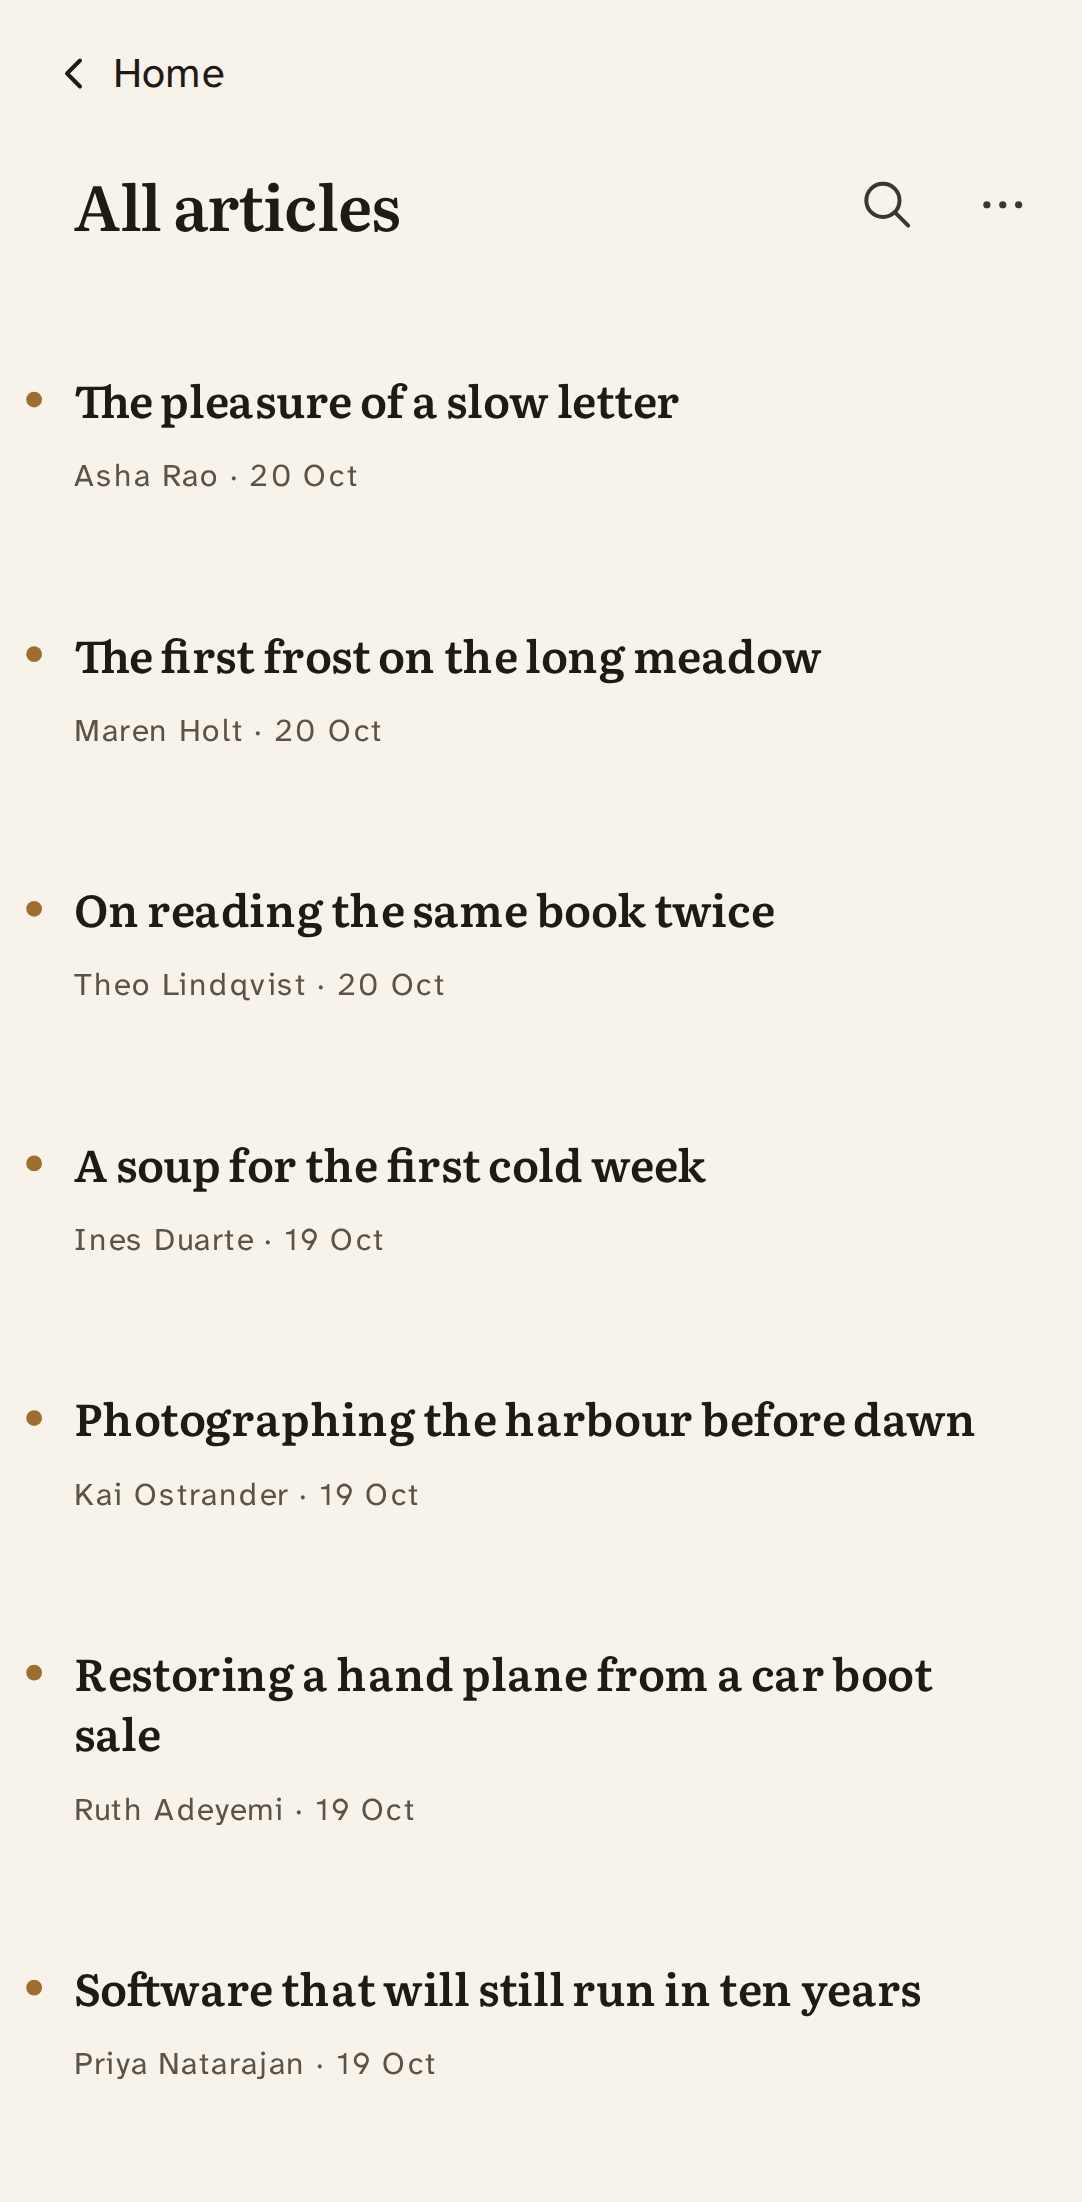 Home
All articles
The pleasure of a slow letter
Asha Rao · 20 Oct
The first frost on the long meadow
Maren Holt · 20 Oct
On reading the same book twice
Theo Lindqvist · 20 Oct
A soup for the first cold week
Ines Duarte · 19 Oct
Photographing the harbour before dawn
Kai Ostrander · 19 Oct
Restoring a hand plane from a car boot
sale
Ruth Adeyemi · 19 Oct
Software that will still run in ten years
Priya Natarajan · 19 Oct